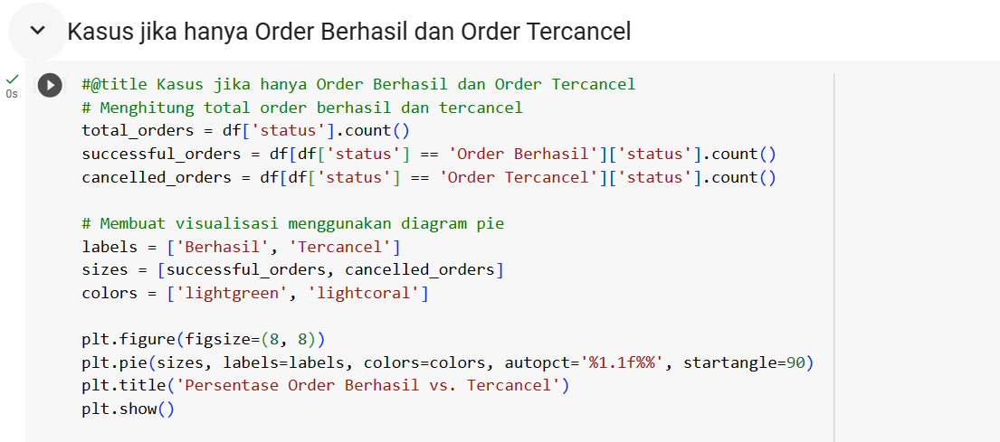 Kasus jika hanya Order Berhasil dan Order Tercancel
0s
#@title Kasus jika hanya Order Berhasil dan Order Tercancel
# Menghitung total order berhasil dan tercancel
total_orders = df['status'].count()
successful_orders = df[df['status'] == 'Order Berhasil']['status'].count()
cancelled_orders = df[df['status'] == 'Order Tercancel']['status'].count()
# Membuat visualisasi menggunakan diagram pie
labels = ['Berhasil', 'Tercancel']
sizes = [successful_orders, cancelled_orders]
colors = ['lightgreen', 'lightcoral']
plt.figure(figsize=(8, 8))
plt.pie(sizes, labels=labels, colors=colors, autopct='%1.1f%%', startangle=90)
plt.title('Persentase Order Berhasil vs. Tercancel')
plt.show()